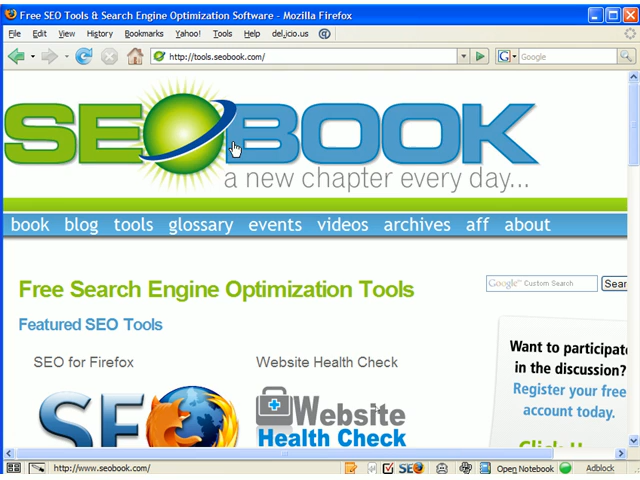 Free SEO Tools & Search Engine Optimization Software - Mozilla Firefox
File Edit View History Bookmarks Yahoo! Tools Help del.icio.us
http://tools.seobook.com/
Google
SEOBOOK
a new chapter every day...
book blog tools glossary events videos archives aff about
Free Search Engine Optimization Tools
Google™ Custom Search
Sear
Featured SEO Tools
SEO for Firefox
Website Health Check
Want to participate
in the discussion?
Register your free
account today.
SEO
Website
Health Check
http://www.seobook.com/
SEO
Open Notebook
Adblock